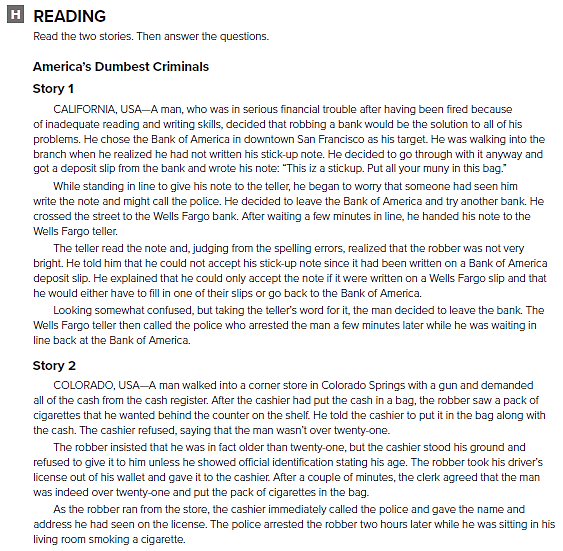 H READING
Read the two stories. Then answer the questions.
America's Dumbest Criminals
Story 1
CALIFORNIA, USA—A man, who was in serious financial trouble after having been fired because
of inadequate reading and writing skills, decided that robbing a bank would be the solution to all of his
problems. He chose the Bank of America in downtown San Francisco as his target. He was walking into the
branch when he realized he had not written his stick-up note. He decided to go through with it anyway and
got a deposit slip from the bank and wrote his note: "This iz a stickup. Put all your muny in this bag."
While standing in line to give his note to the teller, he began to worry that someone had seen him
write the note and might call the police. He decided to leave the Bank of America and try another bank. He
crossed the street to the Wells Fargo bank. After waiting a few minutes in line, he handed his note to the
Wells Fargo teller.
The teller read the note and, judging from the spelling errors, realized that the robber was not very
bright. He told him that he could not accept his stick-up note since it had been written on a Bank of America
deposit slip. He explained that he could only accept the note if it were written on a Wells Fargo slip and that
he would either have to fill in one of their slips or go back to the Bank of America.
Looking somewhat confused, but taking the teller's word for it, the man decided to leave the bank. The
Wells Fargo teller then called the police who arrested the man a few minutes later while he was waiting in
line back at the Bank of America.
Story 2
COLORADO, USA—A man walked into a corner store in Colorado Springs with a gun and demanded
all of the cash from the cash register. After the cashier had put the cash in a bag, the robber saw a pack of
cigarettes that he wanted behind the counter on the shelf. He told the cashier to put it in the bag along with
the cash. The cashier refused, saying that the man wasn't over twenty-one.
The robber insisted that he was in fact older than twenty-one, but the cashier stood his ground and
refused to give it to him unless he showed official identification stating his age. The robber took his driver's
license out of his wallet and gave it to the cashier. After a couple of minutes, the clerk agreed that the man
was indeed over twenty-one and put the pack of cigarettes in the bag.
As the robber ran from the store, the cashier immediately called the police and gave the name and
address he had seen on the license. The police arrested the robber two hours later while he was sitting in his
living room smoking a cigarette.